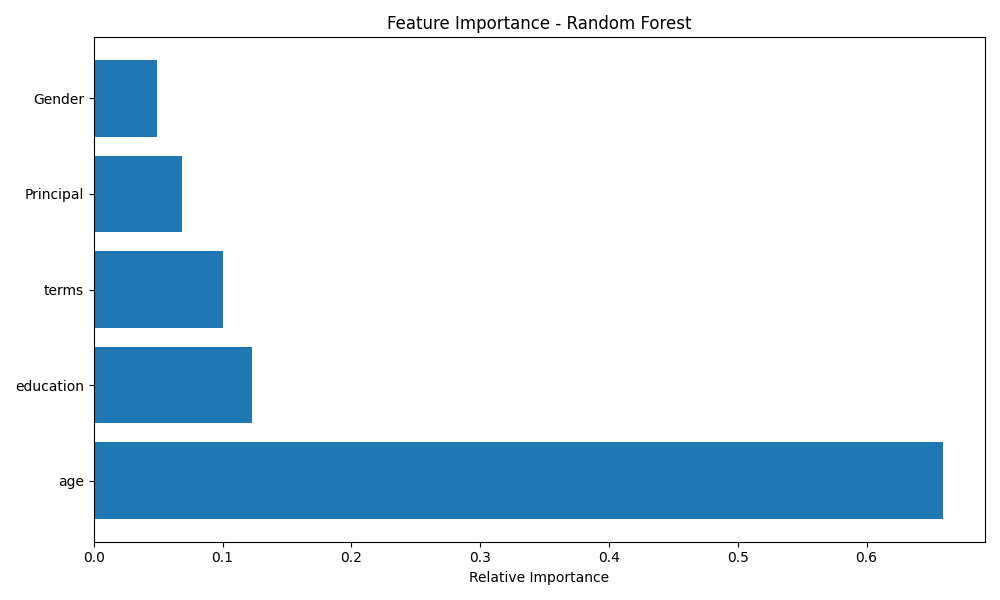 Feature Importance - Random Forest
Gender
Principal
terms
education
age
0.0 0.1 0.2 0.3 0.4 0.5 0.6
Relative Importance